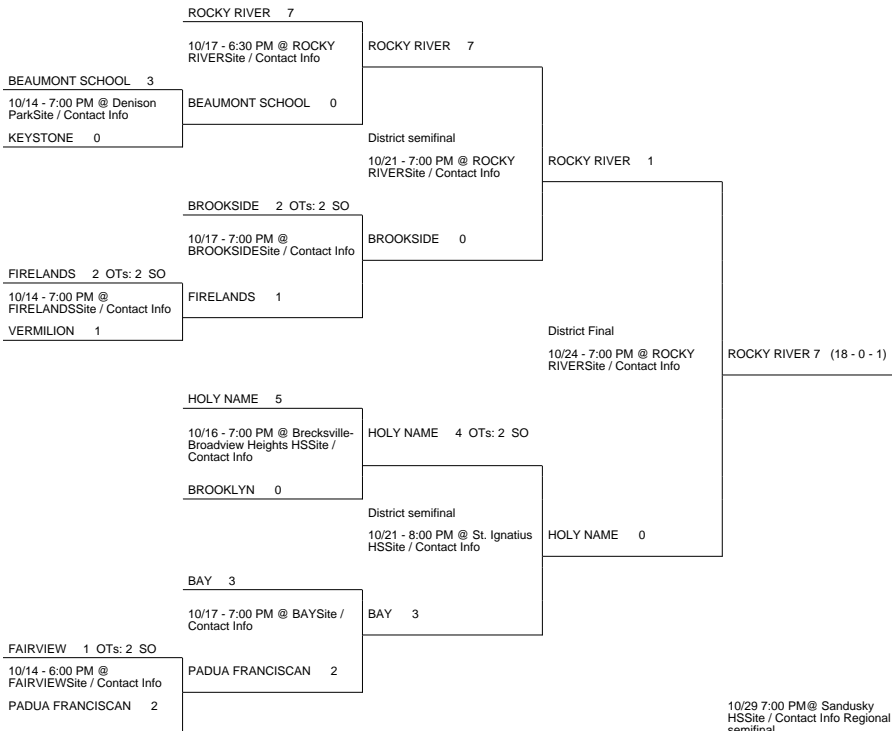 ROCKY RIVER 7
10/17 - 6:30 PM @ ROCKY
RIVERSite / Contact Info
ROCKY RIVER 7
BEAUMONT SCHOOL 3
10/14 - 7:00 PM @ Denison
ParkSite / Contact Info
BEAUMONT SCHOOL 0
KEYSTONE 0
District semifinal
10/21 - 7:00 PM @ ROCKY
RIVERSite / Contact Info
ROCKY RIVER 1
BROOKSIDE 2 OTs: 2 SO
10/17 - 7:00 PM @
BROOKSIDESite / Contact Info
BROOKSIDE 0
FIRELANDS 2 OTs: 2 SO
10/14 - 7:00 PM @
FIRELANDSSite / Contact Info
FIRELANDS 1
VERMILION 1
District Final
10/24 - 7:00 PM @ ROCKY
RIVERSite / Contact Info
ROCKY RIVER 7 (18 - 0 - 1)
HOLY NAME 5
10/16 - 7:00 PM @ Brecksville-
Broadview Heights HSSite /
Contact Info
HOLY NAME 4 OTs: 2 SO
BROOKLYN 0
District semifinal
10/21 - 8:00 PM @ St. Ignatius
HSSite / Contact Info
HOLY NAME 0
BAY 3
10/17 - 7:00 PM @ BAYSite /
Contact Info
BAY 3
FAIRVIEW 1 OTs: 2 SO
10/14 - 6:00 PM @
FAIRVIEWSite / Contact Info
PADUA FRANCISCAN 2
PADUA FRANCISCAN 2
10/29 7:00 PM@ Sandusky
HSSite / Contact Info Regional
semifinal